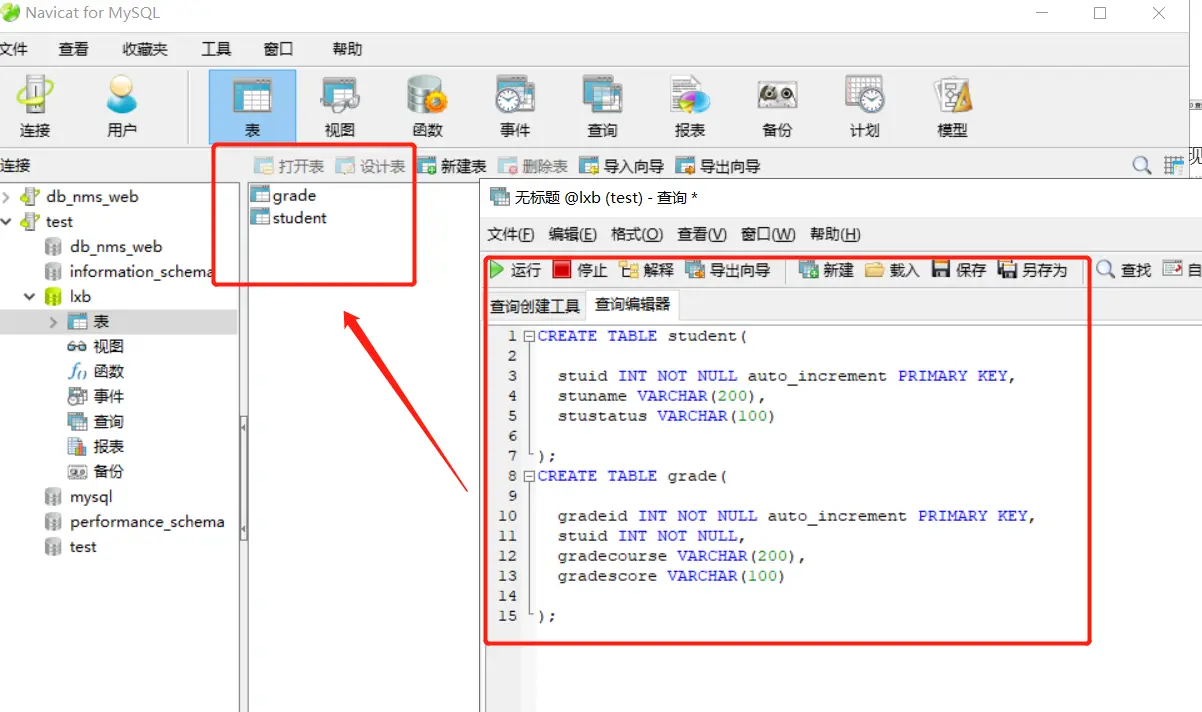 Navicat for MySQL
文件 查看 收藏夹 工具 窗口 帮助
连接 用户 表 视图 函数 事件 查询 报表 备份 计划 模型
连接
打开表 设计表 新建表 删除表 导入向导 导出向导
db_nms_web
test
db_nms_web
information_schema
lxb
表
视图
函数
事件
查询
报表
备份
mysql
performance_schema
test
grade
student
无标题 @lxb (test) - 查询 *
文件(F) 编辑(E) 格式(O) 查看(V) 窗口(W) 帮助(H)
运行 停止 解释 导出向导 新建 载入 保存 另存为 查找 自
查询创建工具 查询编辑器
1 CREATE TABLE student(
2
3 stuid INT NOT NULL auto_increment PRIMARY KEY,
4 stuname VARCHAR(200),
5 stustatus VARCHAR(100)
6
7 );
8 CREATE TABLE grade(
9
10 gradeid INT NOT NULL auto_increment PRIMARY KEY,
11 stuid INT NOT NULL,
12 gradecourse VARCHAR(200),
13 gradescore VARCHAR(100)
14
15 );